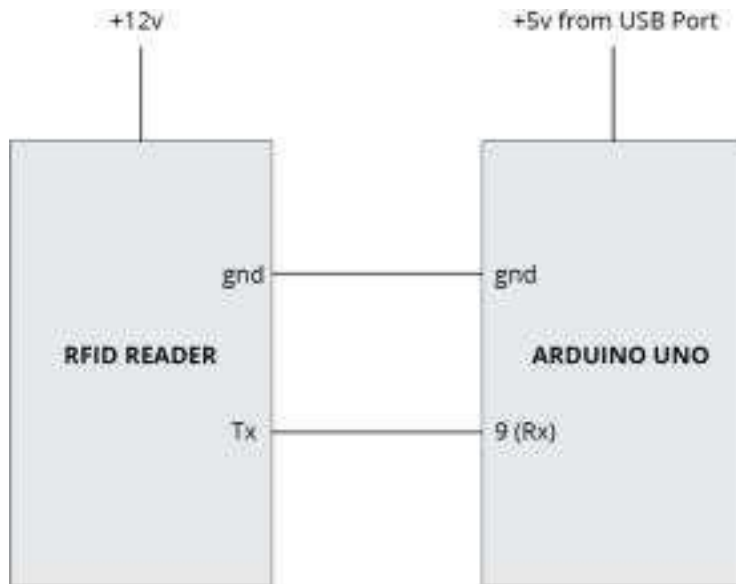 +12v
+5v from USB Port
gnd
gnd
RFID READER
ARDUINO UNO
Tx
9 (Rx)